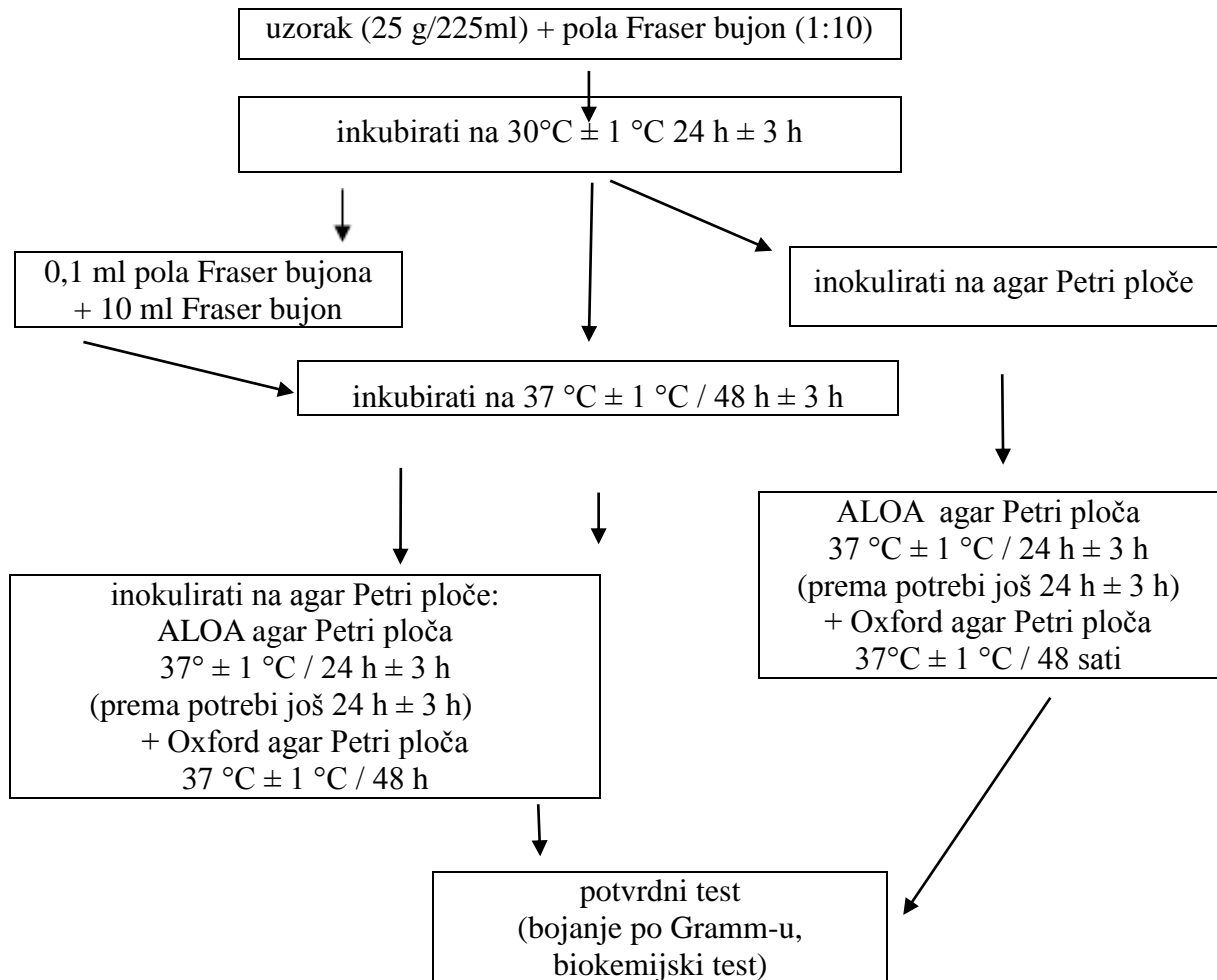 uzorak (25 g/225ml) + pola Fraser bujon (1:10)
inkubirati na 30°C ± 1 °C 24 h ± 3 h
0,1 ml pola Fraser bujona
+ 10 ml Fraser bujon
inokulirati na agar Petri ploče
inkubirati na 37 °C ± 1 °C / 48 h ± 3 h
inokulirati na agar Petri ploče:
ALOA agar Petri ploča
37° ± 1 °C / 24 h ± 3 h
(prema potrebi još 24 h ± 3 h)
+ Oxford agar Petri ploča
37 °C ± 1 °C / 48 h
ALOA agar Petri ploča
37 °C ± 1 °C / 24 h ± 3 h
(prema potrebi još 24 h ± 3 h)
+ Oxford agar Petri ploča
37°C ± 1 °C / 48 sati
potvrdni test
(bojanje po Gramm-u,
biokemijski test)